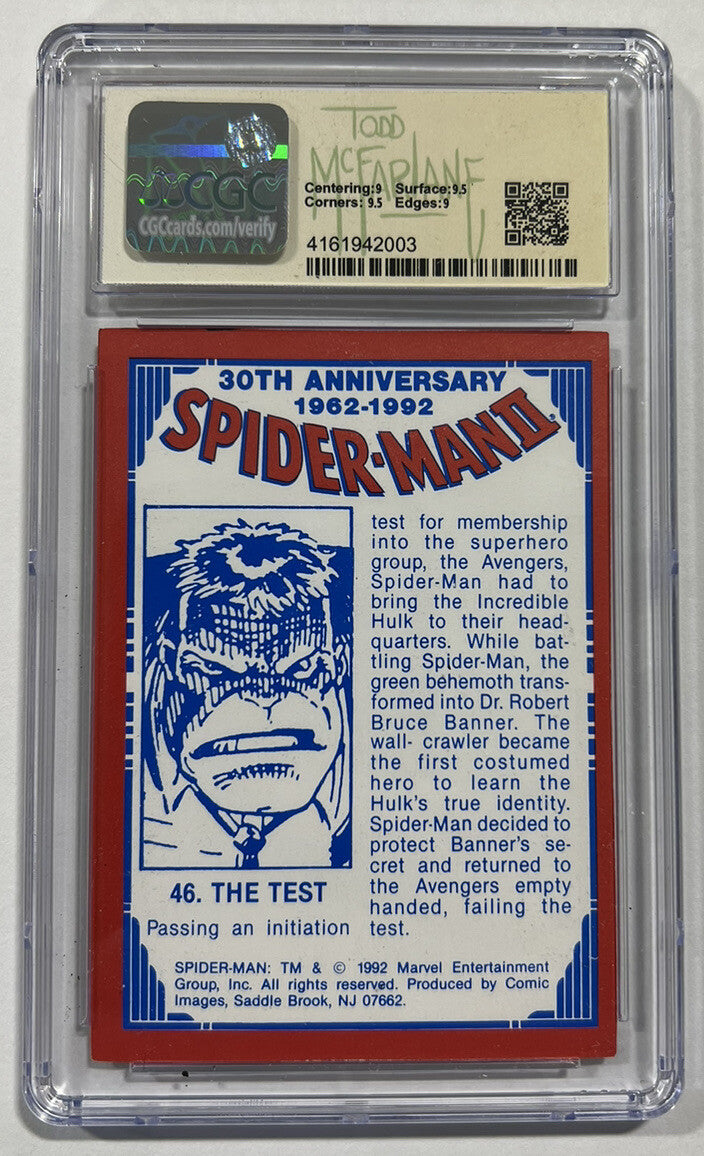 TODD
McFARLANE
Centering:9 Surface:9.5
Corners: 9.5 Edges:9
CGC
CGCcards.com/verify
4161942003
30TH ANNIVERSARY
1962-1992
SPIDER-MAN II
46. THE TEST
Passing an initiation
test for membership
into the superhero
group, the Avengers,
Spider-Man had to
bring the Incredible
Hulk to their head-
quarters. While bat-
tling Spider-Man, the
green behemoth trans-
formed into Dr. Robert
Bruce Banner. The
wall- crawler became
the first costumed
hero to learn the
Hulk's true identity.
Spider-Man decided to
protect Banner's se-
cret and returned to
the Avengers empty
handed, failing the
test.
SPIDER-MAN: TM & © 1992 Marvel Entertainment
Group, Inc. All rights reserved. Produced by Comic
Images, Saddle Brook, NJ 07662.